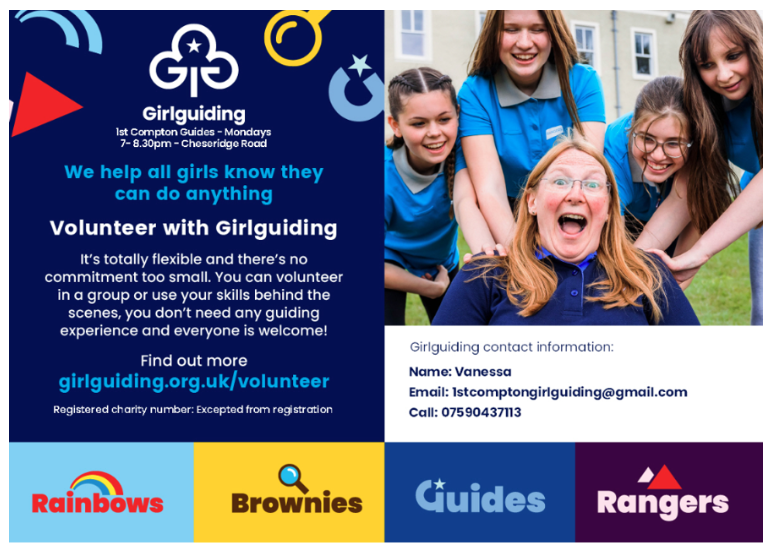 Girlguiding
1st Compton Guides - Mondays
7- 8.30pm - Cheseridge Road
We help all girls know they
can do anything
Volunteer with Girlguiding
It's totally flexible and there's no
commitment too small. You can volunteer
in a group or use your skills behind the
scenes, you don't need any guiding
experience and everyone is welcome!
Find out more
girlguiding.org.uk/volunteer
Registered charity number: Excepted from registration
Girlguiding contact information:
Name: Vanessa
Email: 1stcomptongirlguiding@gmail.com
Call: 07590437113
Rainbows
Brownies
Guides
Rangers